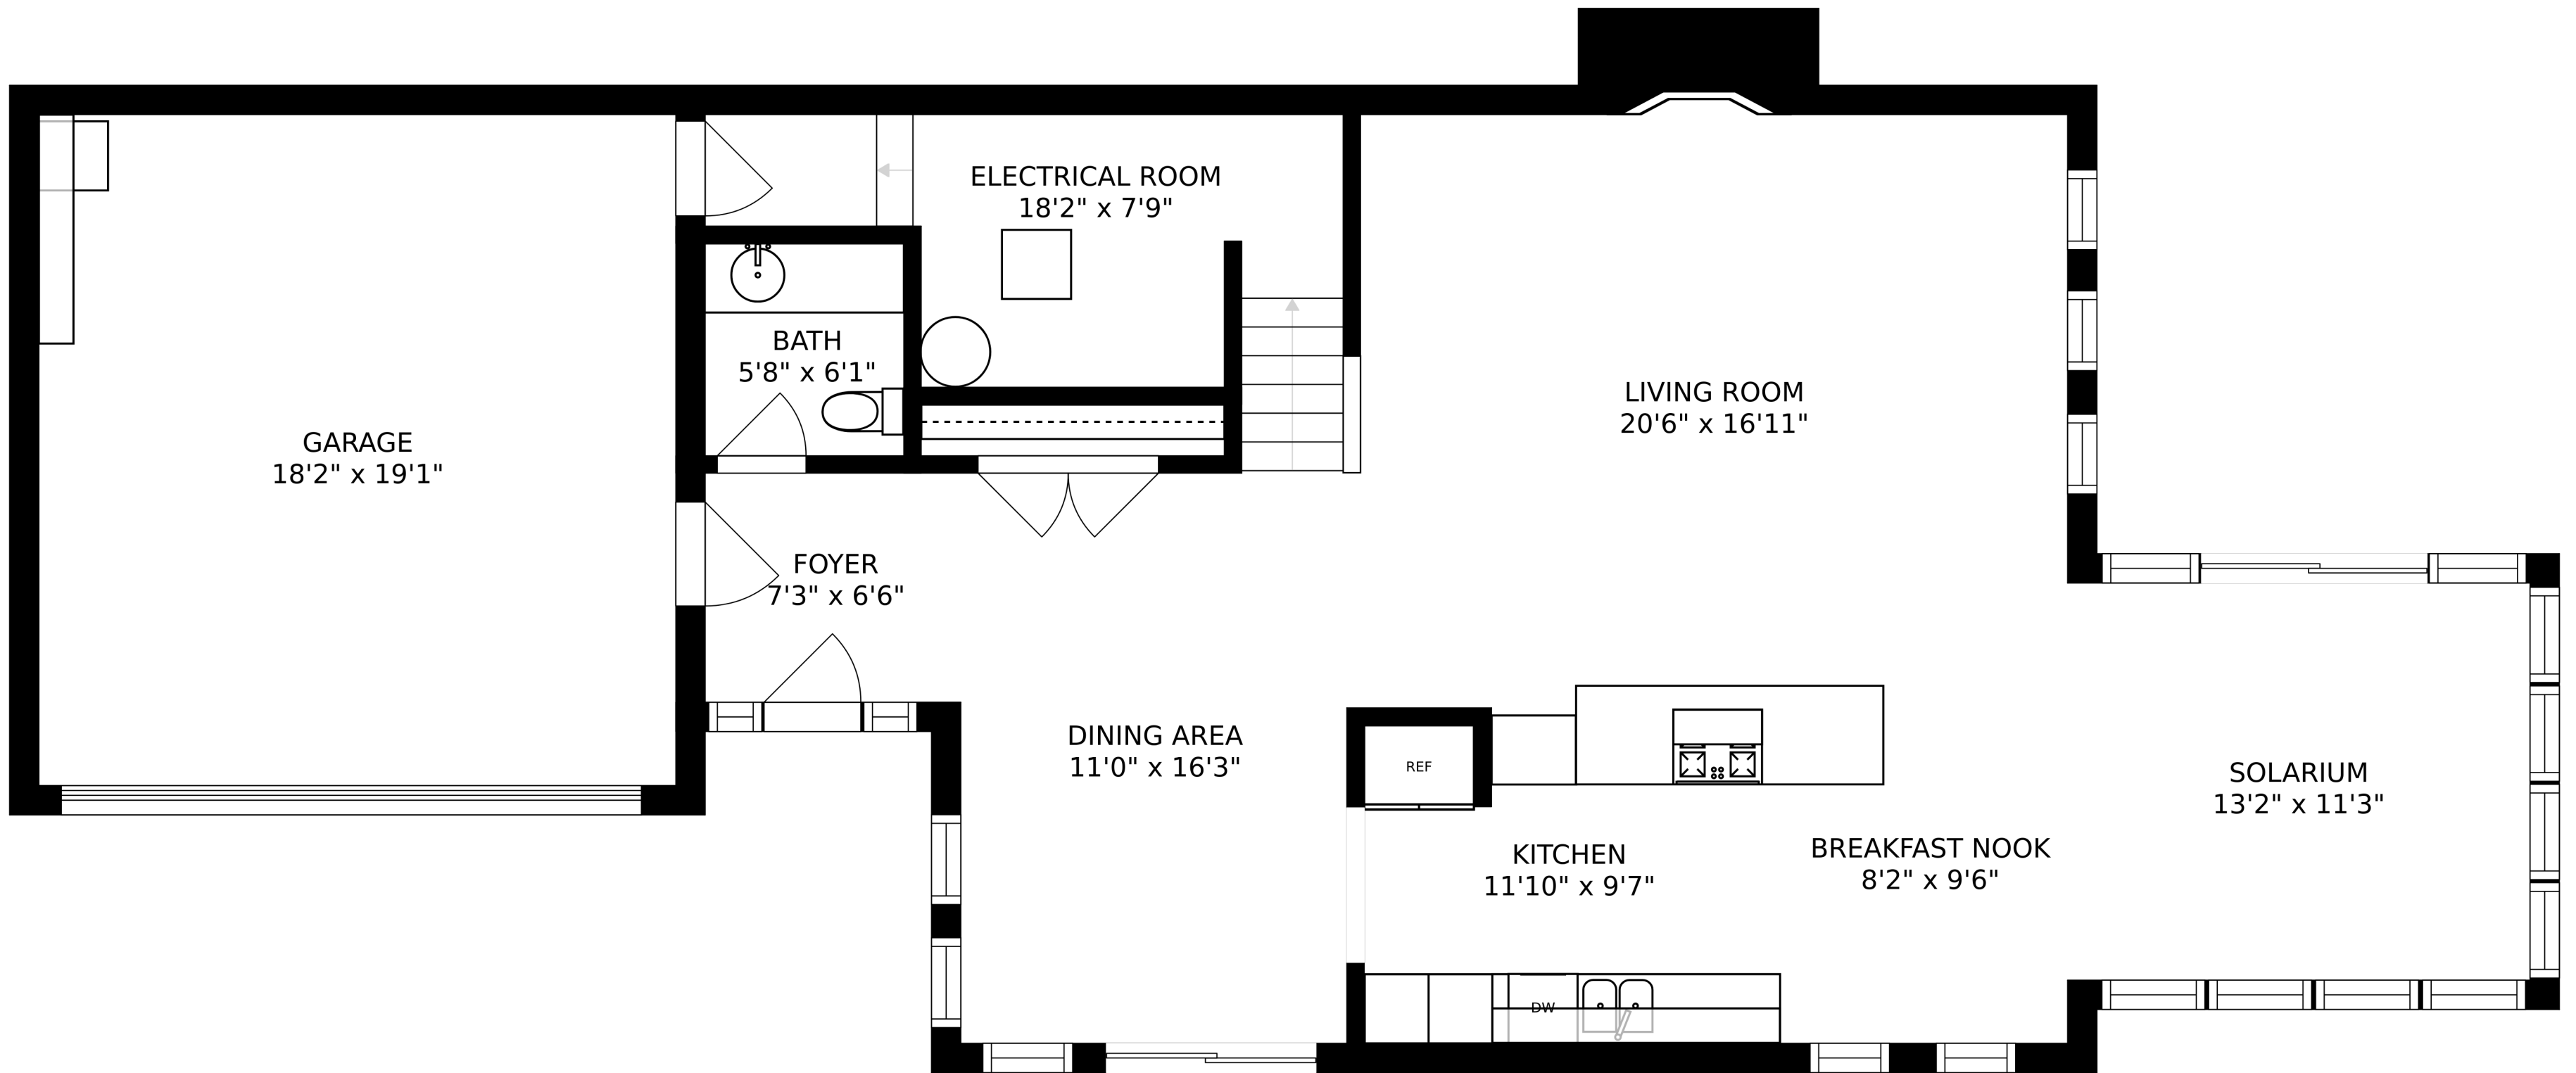 ELECTRICAL ROOM
18'2" x 7'9"
BATH
5'8" x 6'1"
LIVING ROOM
20'6" x 16'11"
GARAGE
18'2" x 19'1"
FOYER
7'3" x 6'6"
DINING AREA
11'0" x 16'3"
REF
SOLARIUM
13'2" x 11'3"
KITCHEN
11'10" x 9'7"
BREAKFAST NOOK
8'2" x 9'6"
DW